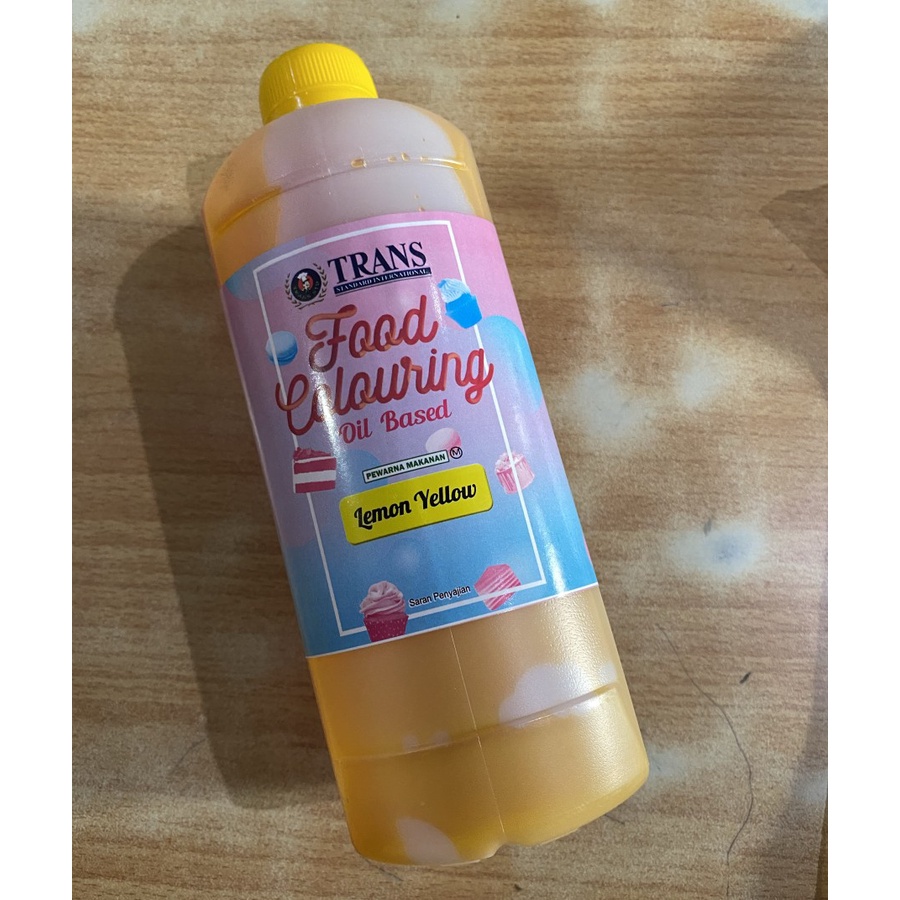 TRANS
STANDARD INTERNATIONAL
Food
Colouring
Oil Based
PEWARNA MAKANAN M
Lemon Yellow
Saran Penyajian